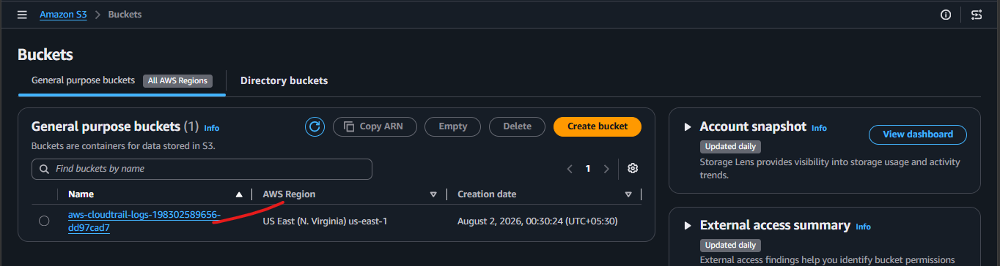 Amazon S3 > Buckets
Buckets
General purpose buckets All AWS Regions Directory buckets
General purpose buckets (1) Info
Copy ARN Empty Delete Create bucket
Buckets are containers for data stored in S3.
Find buckets by name
1
Name AWS Region Creation date
aws-cloudtrail-logs-198302589656-
dd97cad7
US East (N. Virginia) us-east-1
August 2, 2026, 00:30:24 (UTC+05:30)
Account snapshot Info
View dashboard
Updated daily
Storage Lens provides visibility into storage usage and activity
trends.
External access summary Info
Updated daily
External access findings help you identify bucket permissions